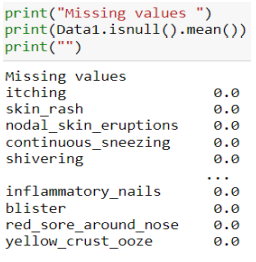 print("Missing values ")
print(Data1.isnull().mean())
print("")
Missing values
itching 0.0
skin_rash 0.0
nodal_skin_eruptions 0.0
continuous_sneezing 0.0
shivering 0.0
...
inflammatory_nails 0.0
blister 0.0
red_sore_around_nose 0.0
yellow_crust_ooze 0.0